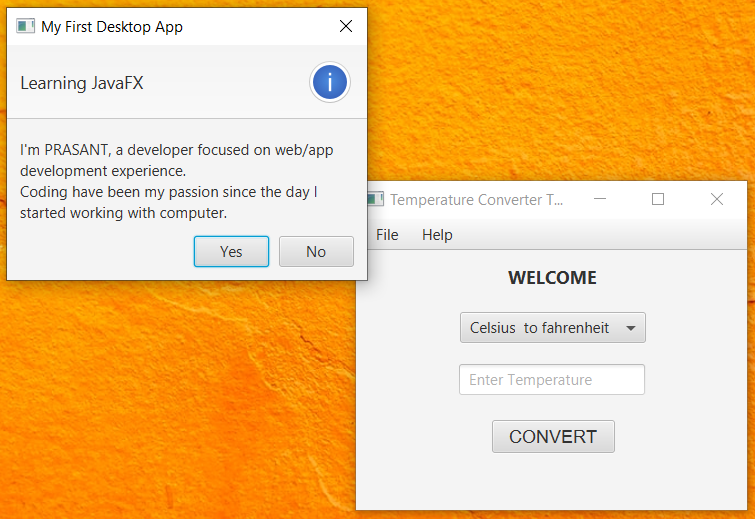 My First Desktop App
Learning JavaFX
i
I'm PRASANT, a developer focused on web/app
development experience.
Coding have been my passion since the day I
started working with computer.
Yes No
Temperature Converter T...
File Help
WELCOME
Celsius to fahrenheit
Enter Temperature
CONVERT